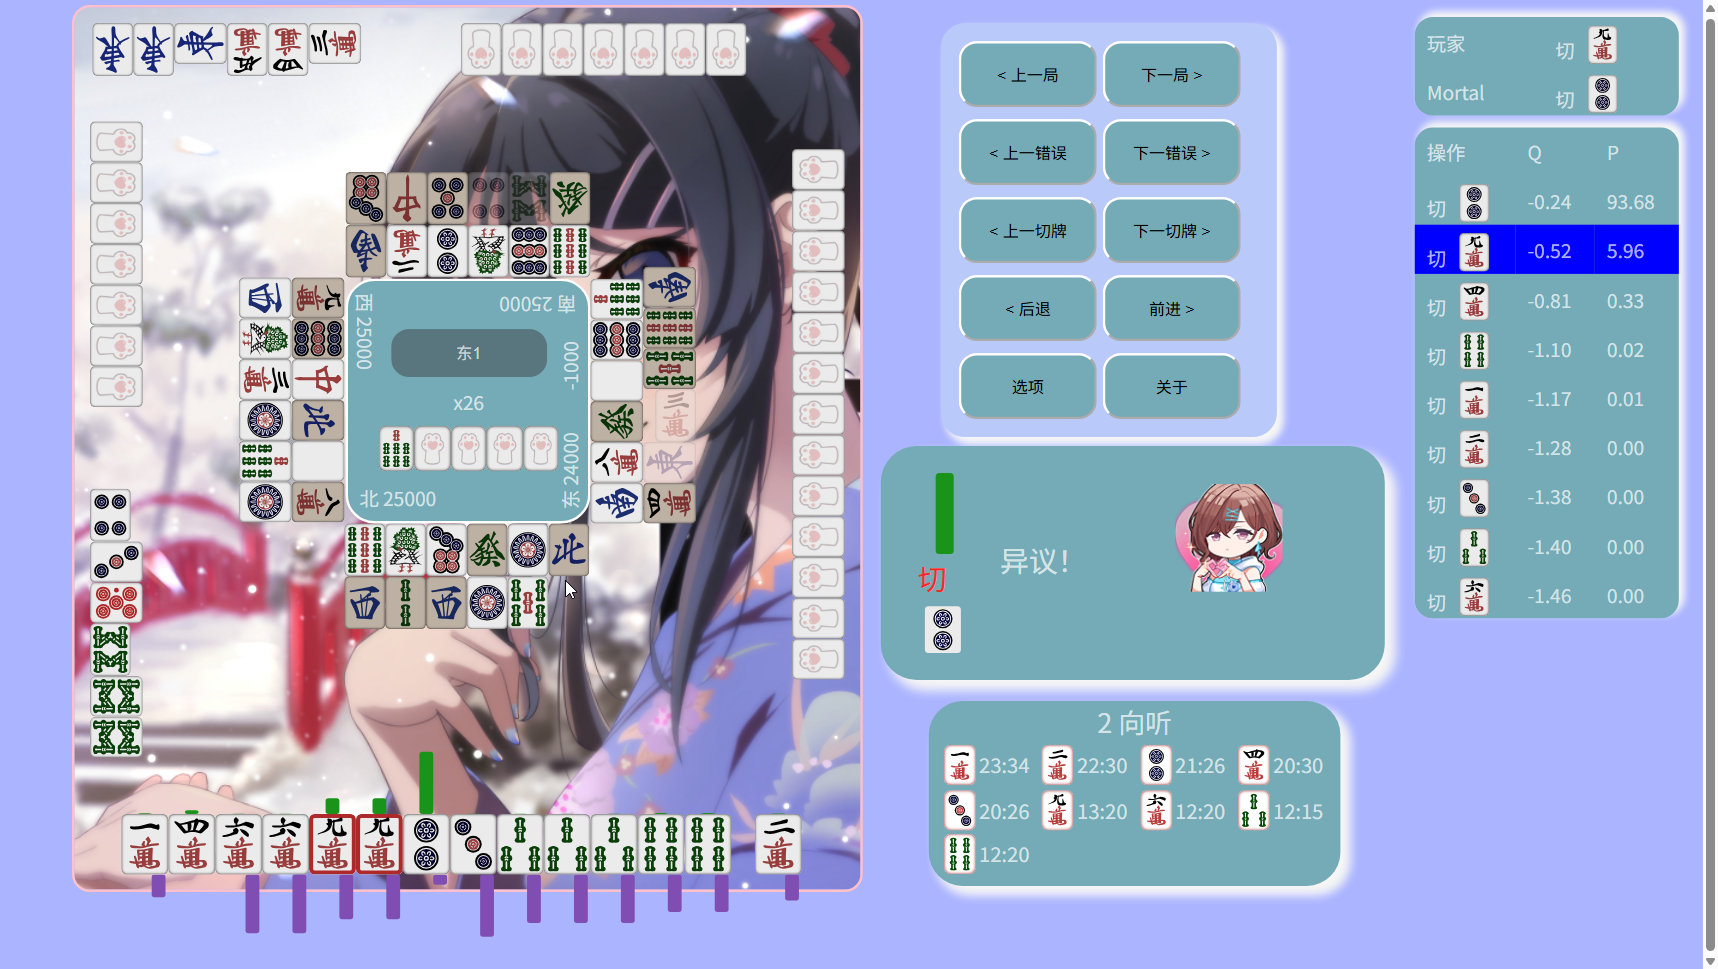 西 25000
南 25000
东1
-1000
x26
东 24000
北 25000
< 上一局
下一局 >
< 上一错误
下一错误 >
< 上一切牌
下一切牌 >
< 后退
前进 >
选项
关于
异议！
切
2 向听
23:34
22:30
21:26
20:30
20:26
13:20
12:20
12:15
12:20
玩家 切
Mortal 切
操作 Q P
切 -0.24 93.68
切 -0.52 5.96
切 -0.81 0.33
切 -1.10 0.02
切 -1.17 0.01
切 -1.28 0.00
切 -1.38 0.00
切 -1.40 0.00
切 -1.46 0.00